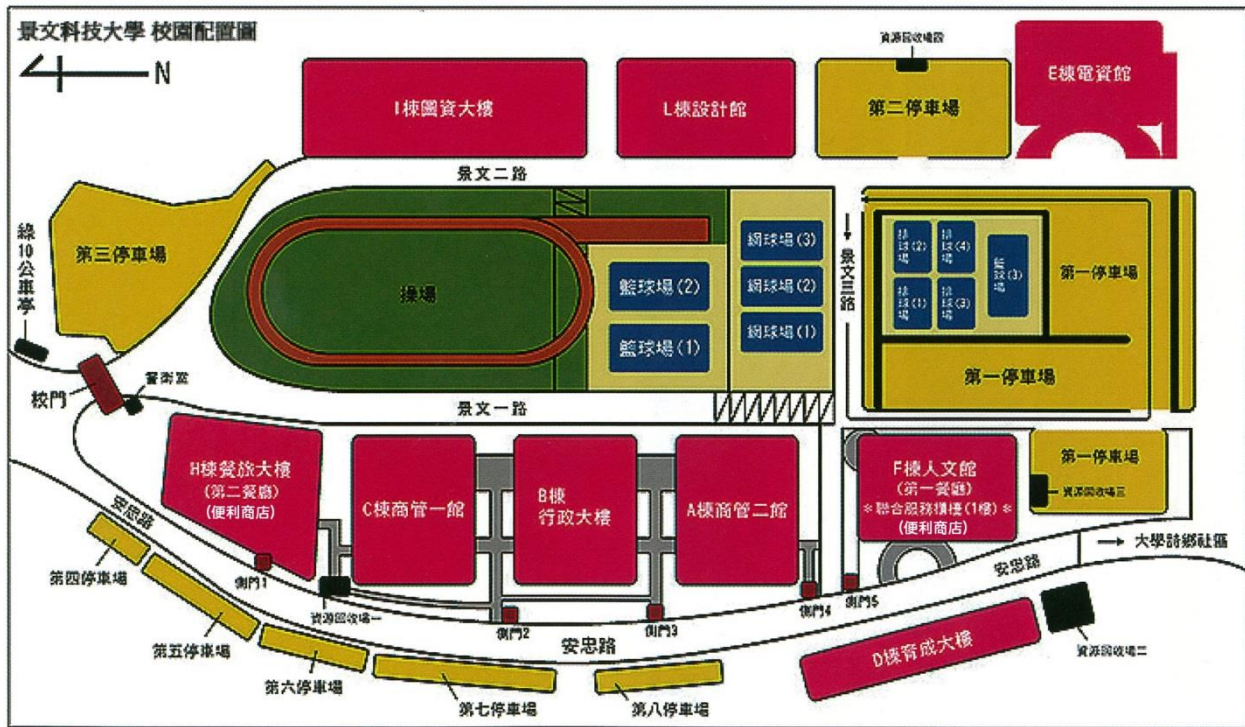 景文科技大學 校園配置圖
N
資源回收場四
I棟圖資大樓
L棟設計館
第二停車場
E棟電資館
景文二路
綠10公車亭
第三停車場
操場
籃球場(2)
籃球場(1)
網球場(3)
網球場(2)
網球場(1)
景文三路
排球場(2)
排球場(4)
籃球場(3)
排球場(1)
排球場(3)
第一停車場
第一停車場
校門
警衛室
景文一路
H棟餐旅大樓
(第二餐廳)
(便利商店)
C棟商管一館
B棟
行政大樓
A棟商管二館
F棟人文館
(第一餐廳)
*聯合服務櫃檯(1樓)*
(便利商店)
第一停車場
資源回收場三
安忠路
大學詩鄉社區
安忠路
側門1
資源回收場一
側門2
側門3
側門4
側門5
安忠路
第四停車場
第五停車場
第六停車場
第七停車場
第八停車場
D棟育成大樓
資源回收場二